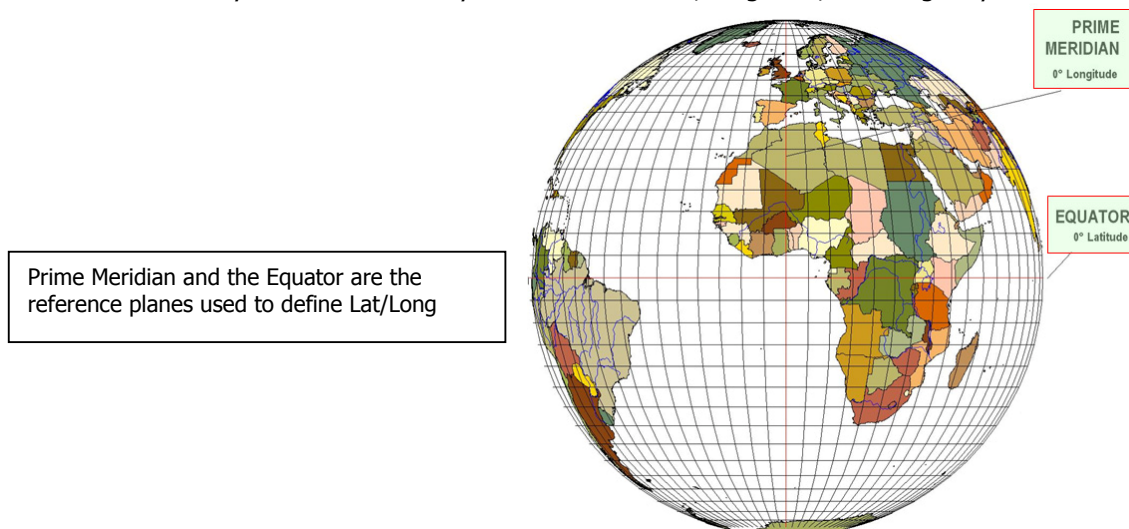 PRIME
MERIDIAN
0° Longitude
EQUATOR
0° Latitude
Prime Meridian and the Equator are the
reference planes used to define Lat/Long